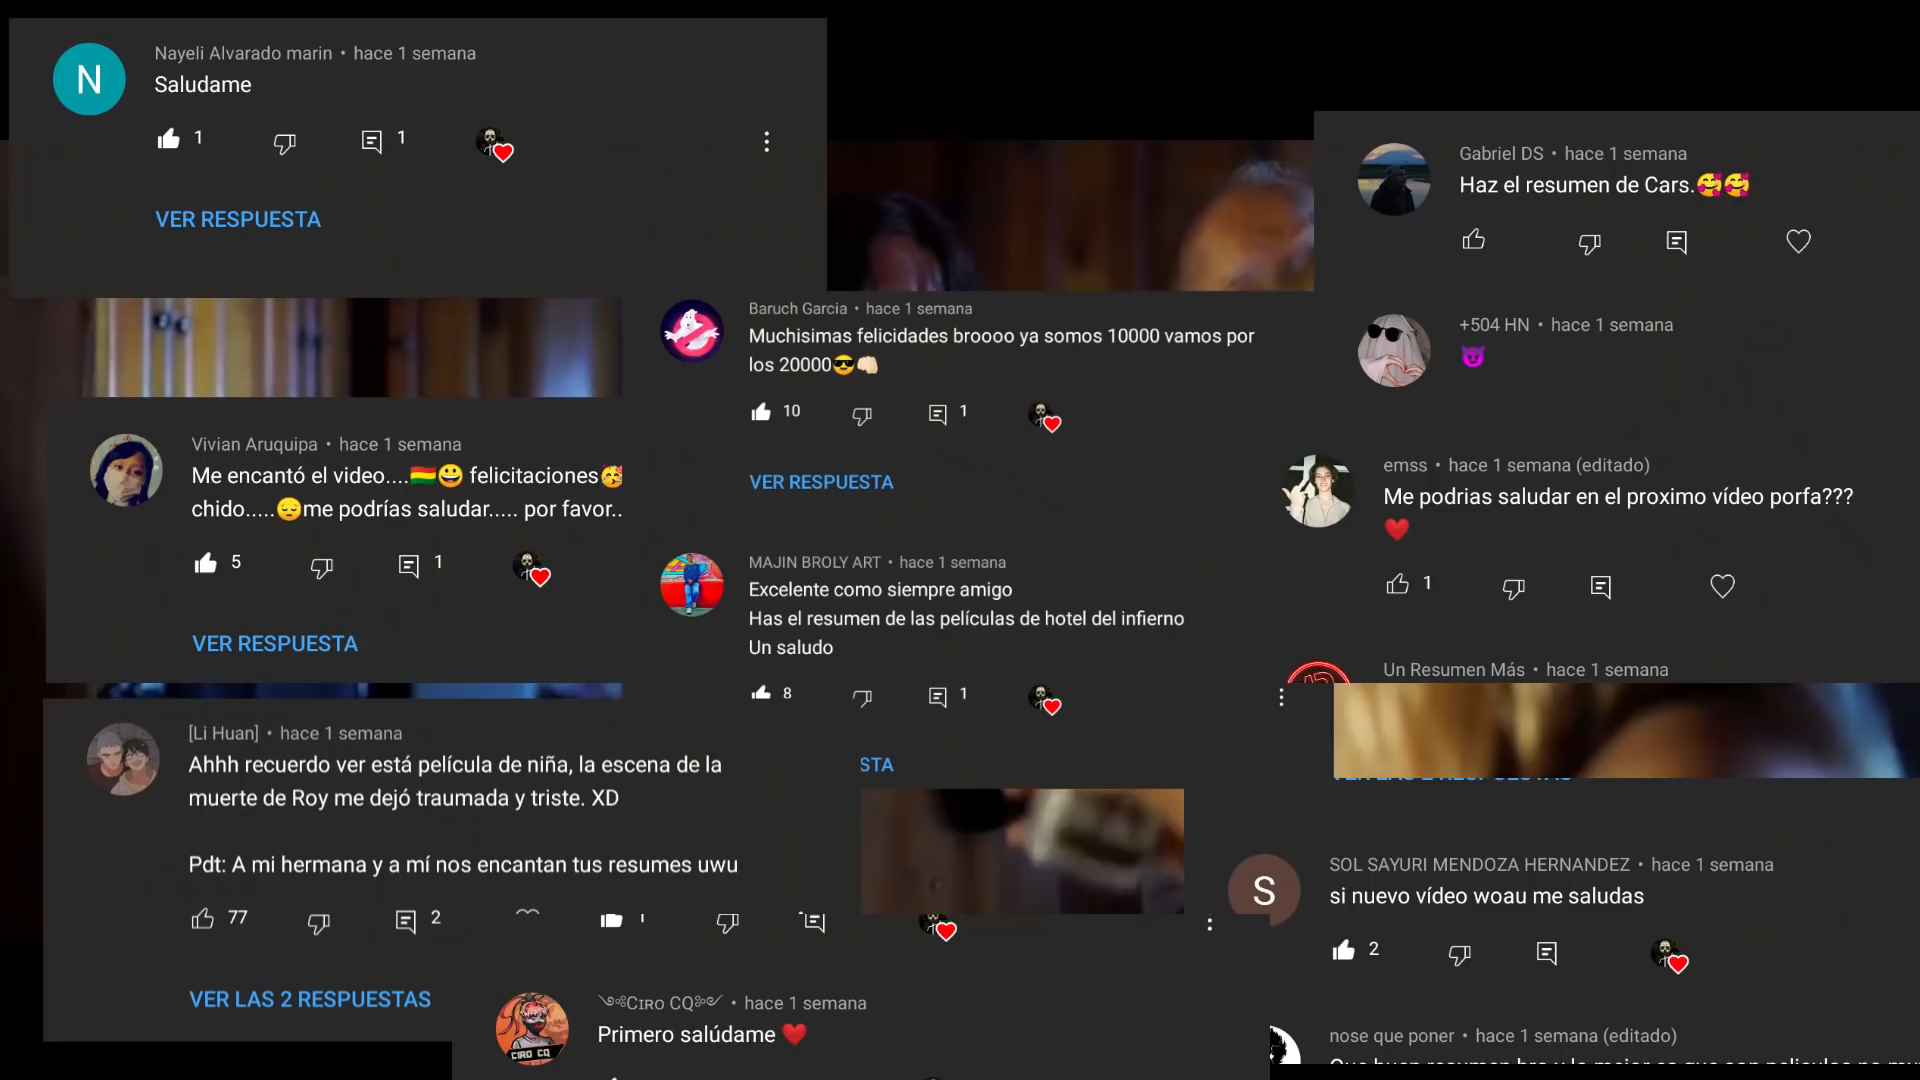 N
Nayeli Alvarado marin • hace 1 semana
Saludame
1
1
VER RESPUESTA
Vivian Aruquipa • hace 1 semana
Me encantó el video....🇧🇴😀 felicitaciones🥳
chido.....😔me podrías saludar..... por favor..
5
1
VER RESPUESTA
[Li Huan] • hace 1 semana
Ahhh recuerdo ver está película de niña, la escena de la
muerte de Roy me dejó traumada y triste. XD
Pdt: A mi hermana y a mí nos encantan tus resumes uwu
77
2
VER LAS 2 RESPUESTAS
Baruch Garcia • hace 1 semana
Muchisimas felicidades broooo ya somos 10000 vamos por
los 20000😎👊🏻
10
1
VER RESPUESTA
MAJIN BROLY ART • hace 1 semana
Excelente como siempre amigo
Has el resumen de las películas de hotel del infierno
Un saludo
8
1
STA
CIRO CQ
༺Ciro CQ༻ • hace 1 semana
Primero salúdame ❤️
Gabriel DS • hace 1 semana
Haz el resumen de Cars.🥰🥰
+504 HN • hace 1 semana
😈
emss • hace 1 semana (editado)
Me podrias saludar en el proximo vídeo porfa???
❤️
1
Un Resumen Más • hace 1 semana
S
SOL SAYURI MENDOZA HERNANDEZ • hace 1 semana
si nuevo vídeo woau me saludas
2
nose que poner • hace 1 semana (editado)